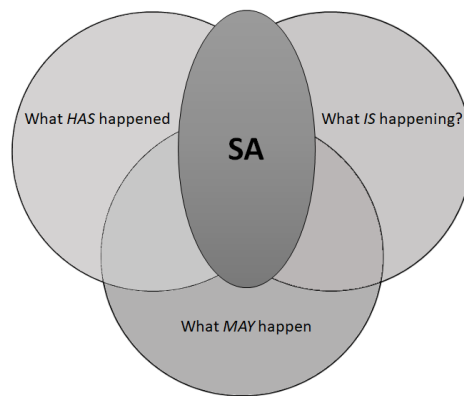 What HAS happened
What IS happening?
SA
What MAY happen